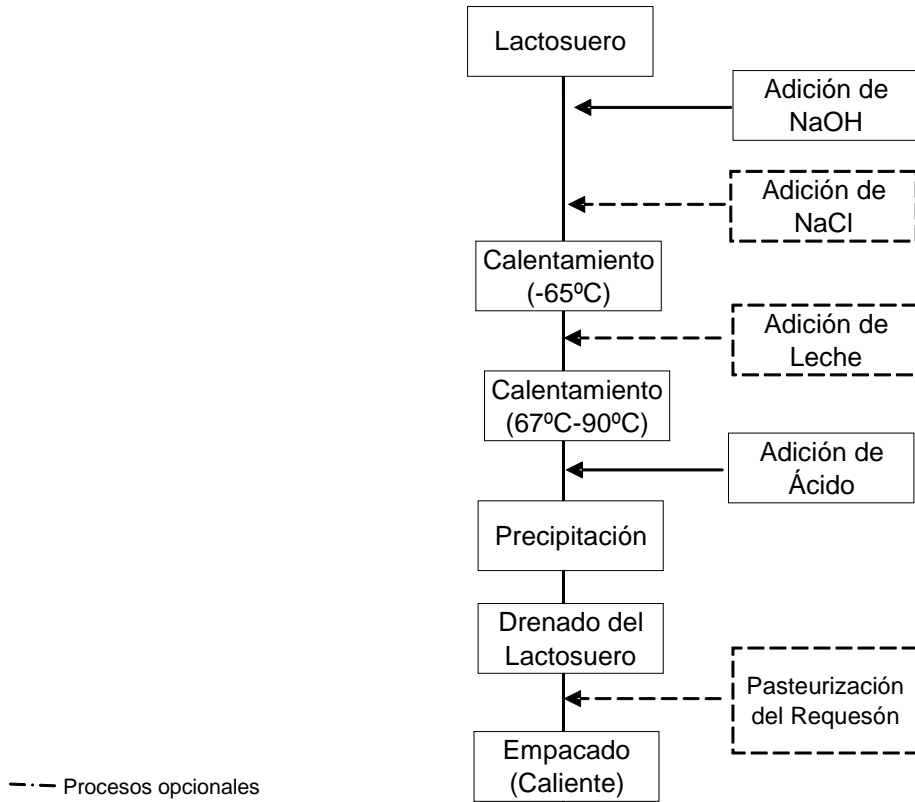 Lactosuero
Adición de
NaOH
Adición de
NaCl
Calentamiento
(-65ºC)
Adición de
Leche
Calentamiento
(67ºC-90ºC)
Adición de
Ácido
Precipitación
Drenado del
Lactosuero
Pasteurización
del Requesón
Empacado
(Caliente)
Procesos opcionales